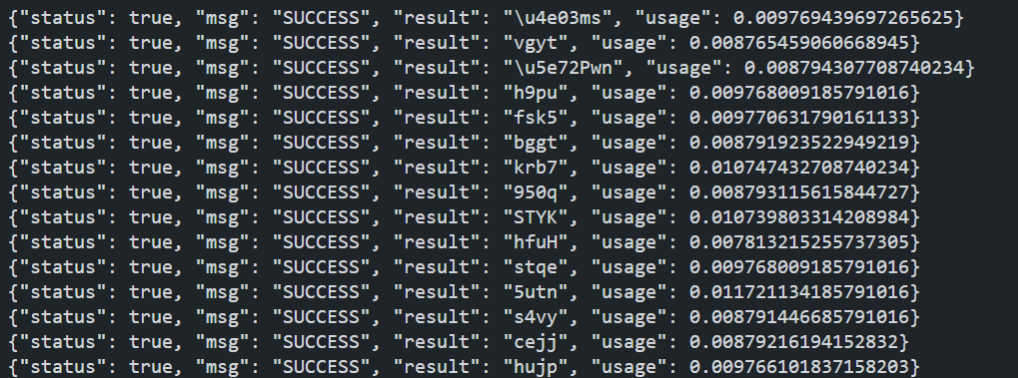 {"status": true, "msg": "SUCCESS", "result": "\u4e03ms", "usage": 0.009769439697265625}
{"status": true, "msg": "SUCCESS", "result": "vgyt", "usage": 0.008765459060668945}
{"status": true, "msg": "SUCCESS", "result": "\u5e72Pwn", "usage": 0.008794307708740234}
{"status": true, "msg": "SUCCESS", "result": "h9pu", "usage": 0.009768009185791016}
{"status": true, "msg": "SUCCESS", "result": "fsk5", "usage": 0.009770631790161133}
{"status": true, "msg": "SUCCESS", "result": "bggt", "usage": 0.008791923522949219}
{"status": true, "msg": "SUCCESS", "result": "krb7", "usage": 0.010747432708740234}
{"status": true, "msg": "SUCCESS", "result": "950q", "usage": 0.008793115615844727}
{"status": true, "msg": "SUCCESS", "result": "STYK", "usage": 0.010739803314208984}
{"status": true, "msg": "SUCCESS", "result": "hfuH", "usage": 0.007813215255737305}
{"status": true, "msg": "SUCCESS", "result": "stqe", "usage": 0.009768009185791016}
{"status": true, "msg": "SUCCESS", "result": "5utn", "usage": 0.011721134185791016}
{"status": true, "msg": "SUCCESS", "result": "s4vy", "usage": 0.008791446685791016}
{"status": true, "msg": "SUCCESS", "result": "cejj", "usage": 0.00879216194152832}
{"status": true, "msg": "SUCCESS", "result": "hujp", "usage": 0.009766101837158203}